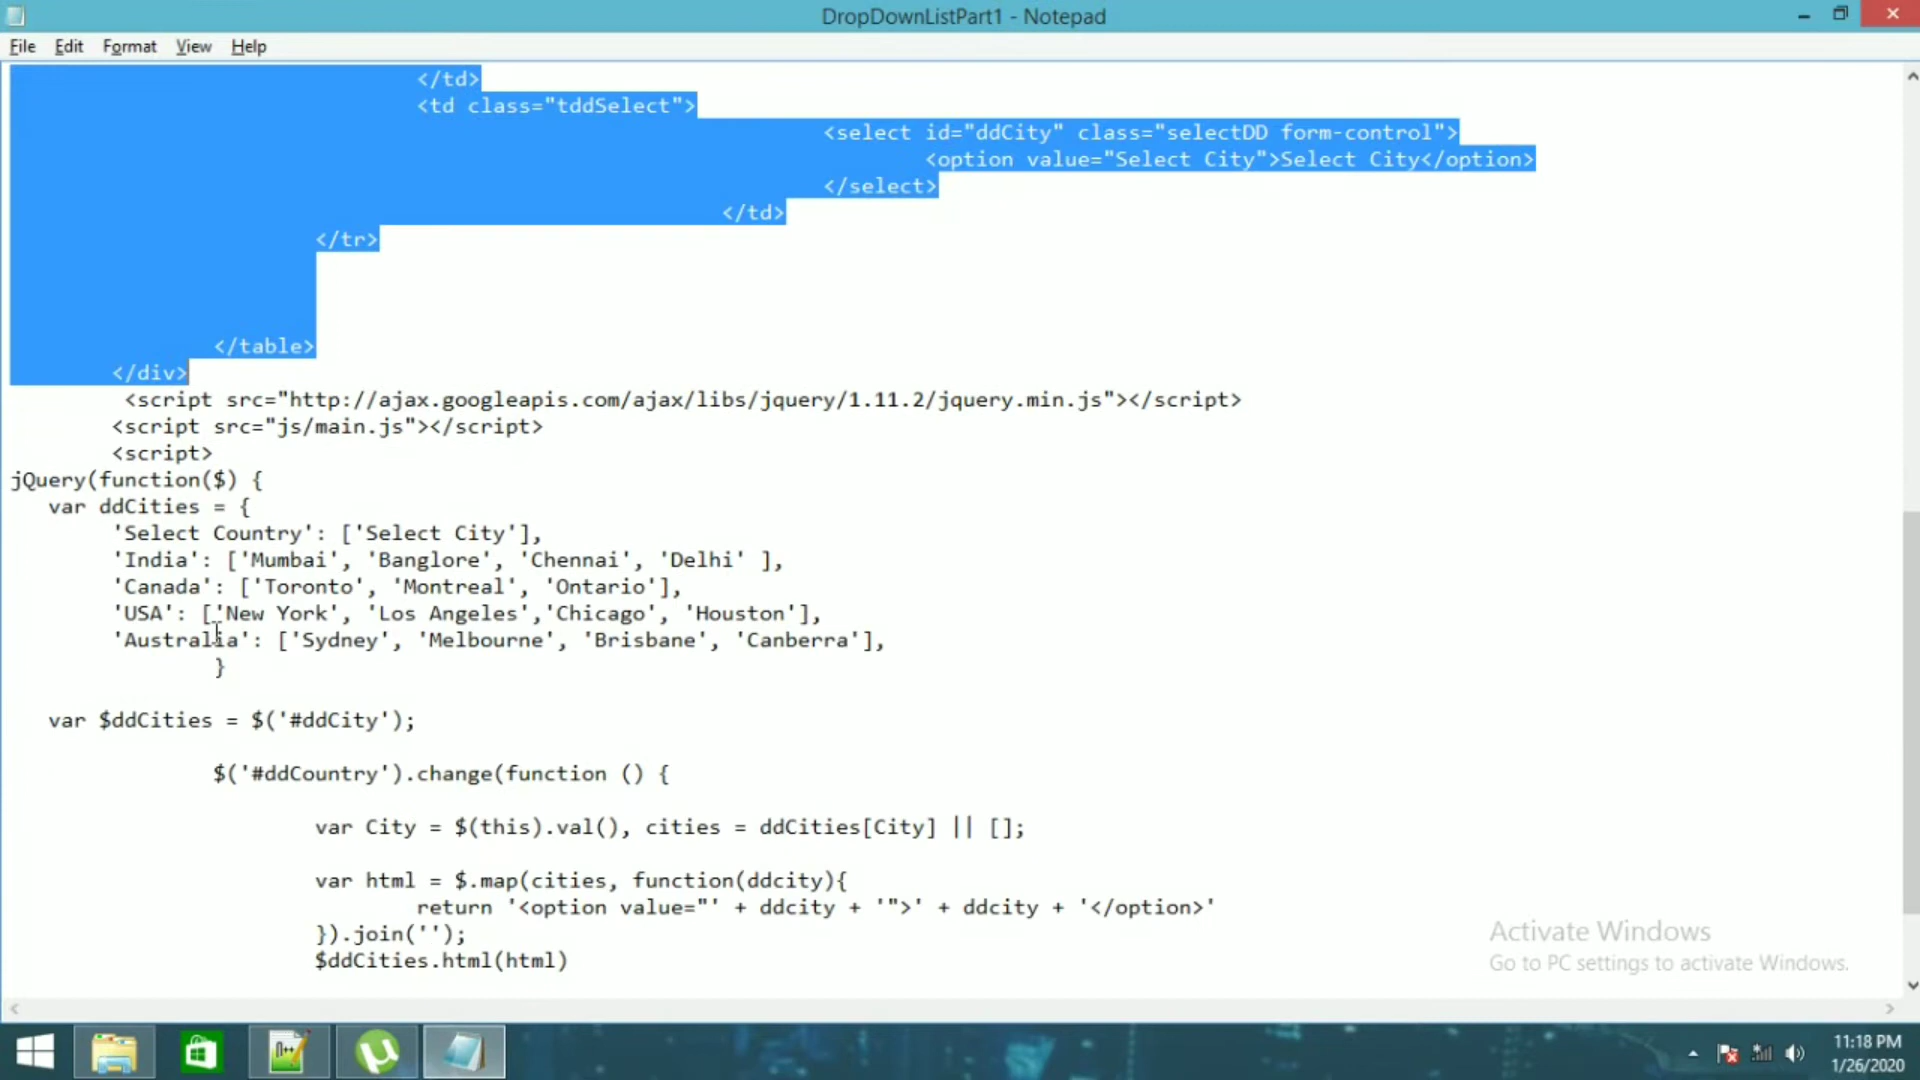 DropDownListPart1 - Notepad
File Edit Format View Help
</td>
<td class="tddSelect">
<select id="ddCity" class="selectDD form-control">
<option value="Select City">Select City</option>
</select>
</td>
</tr>
</table>
</div>
<script src="http://ajax.googleapis.com/ajax/libs/jquery/1.11.2/jquery.min.js"></script>
<script src="js/main.js"></script>
<script>
jQuery(function($) {
var ddCities = {
'Select Country': ['Select City'],
'India': ['Mumbai', 'Banglore', 'Chennai', 'Delhi' ],
'Canada': ['Toronto', 'Montreal', 'Ontario'],
'USA': ['New York', 'Los Angeles','Chicago', 'Houston'],
'Australia': ['Sydney', 'Melbourne', 'Brisbane', 'Canberra'],
}
var $ddCities = $('#ddCity');
$('#ddCountry').change(function () {
var City = $(this).val(), cities = ddCities[City] || [];
var html = $.map(cities, function(ddcity){
return '<option value="' + ddcity + '">' + ddcity + '</option>'
}).join('');
$ddCities.html(html)
Activate Windows
Go to PC settings to activate Windows.
11:18 PM
1/26/2020